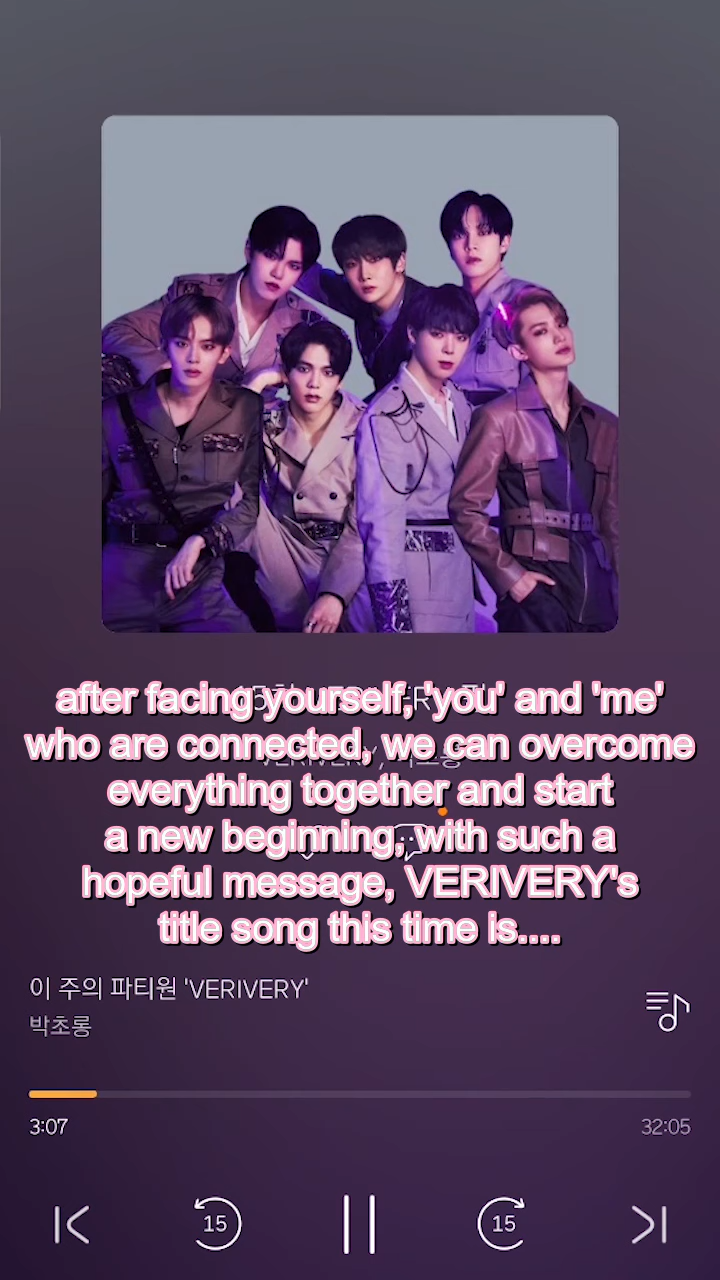 after facing yourself, 'you' and 'me'
who are connected, we can overcome
everything together and start
a new beginning, with such a
hopeful message, VERIVERY's
title song this time is....
이 주의 파티원 'VERIVERY'
박초롱
3:07
32:05
15
15